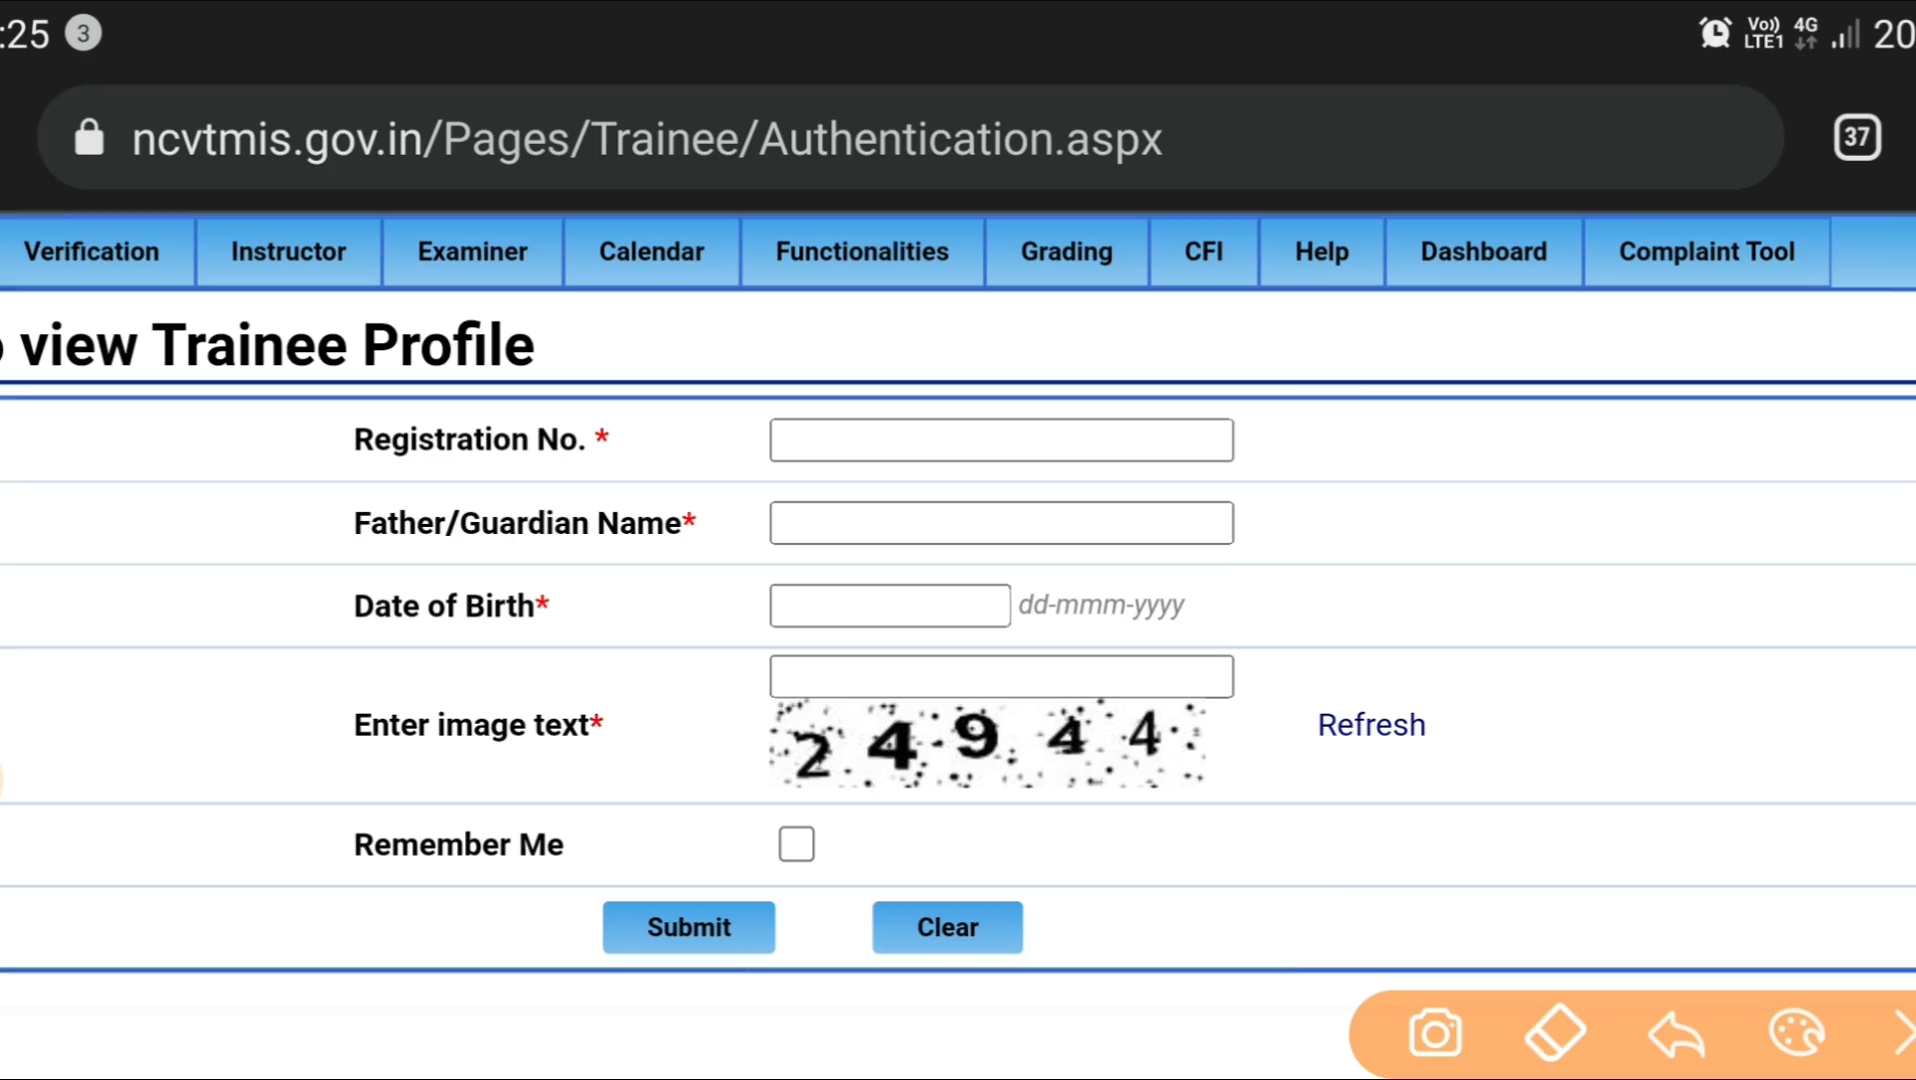 :25 3 Vo)) LTE1 4G 20
ncvtmis.gov.in/Pages/Trainee/Authentication.aspx 37
Verification Instructor Examiner Calendar Functionalities Grading CFI Help Dashboard Complaint Tool
view Trainee Profile
Registration No. *
Father/Guardian Name*
Date of Birth* dd-mmm-yyyy
Enter image text* 2 4 9 4 4 Refresh
Remember Me
Submit Clear